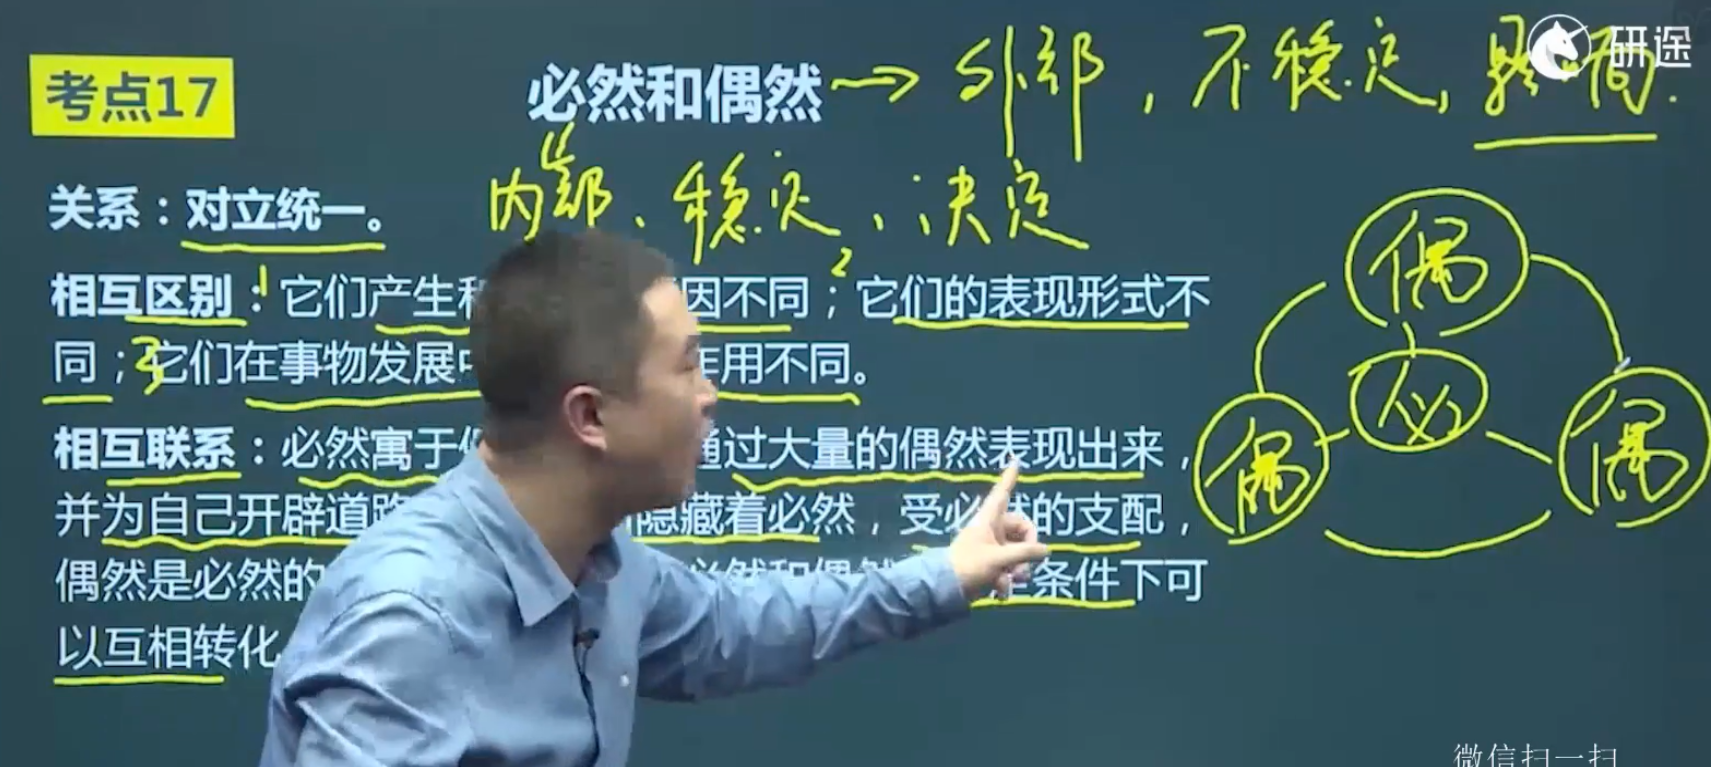 研途
考点17
必然和偶然 → 外部，不稳定，影响.
内部、稳定、决定
关系：对立统一。
相互区别：1它们产生和 因不同；2它们的表现形式不
同；3它们在事物发展中 作用不同。
相互联系：必然寓于偶 通过大量的偶然表现出来，
并为自己开辟道路 隐藏着必然，受必然的支配，
偶然是必然的 必然和偶然 定条件下可
以互相转化
偶
必
偶
偶
微信扫一扫